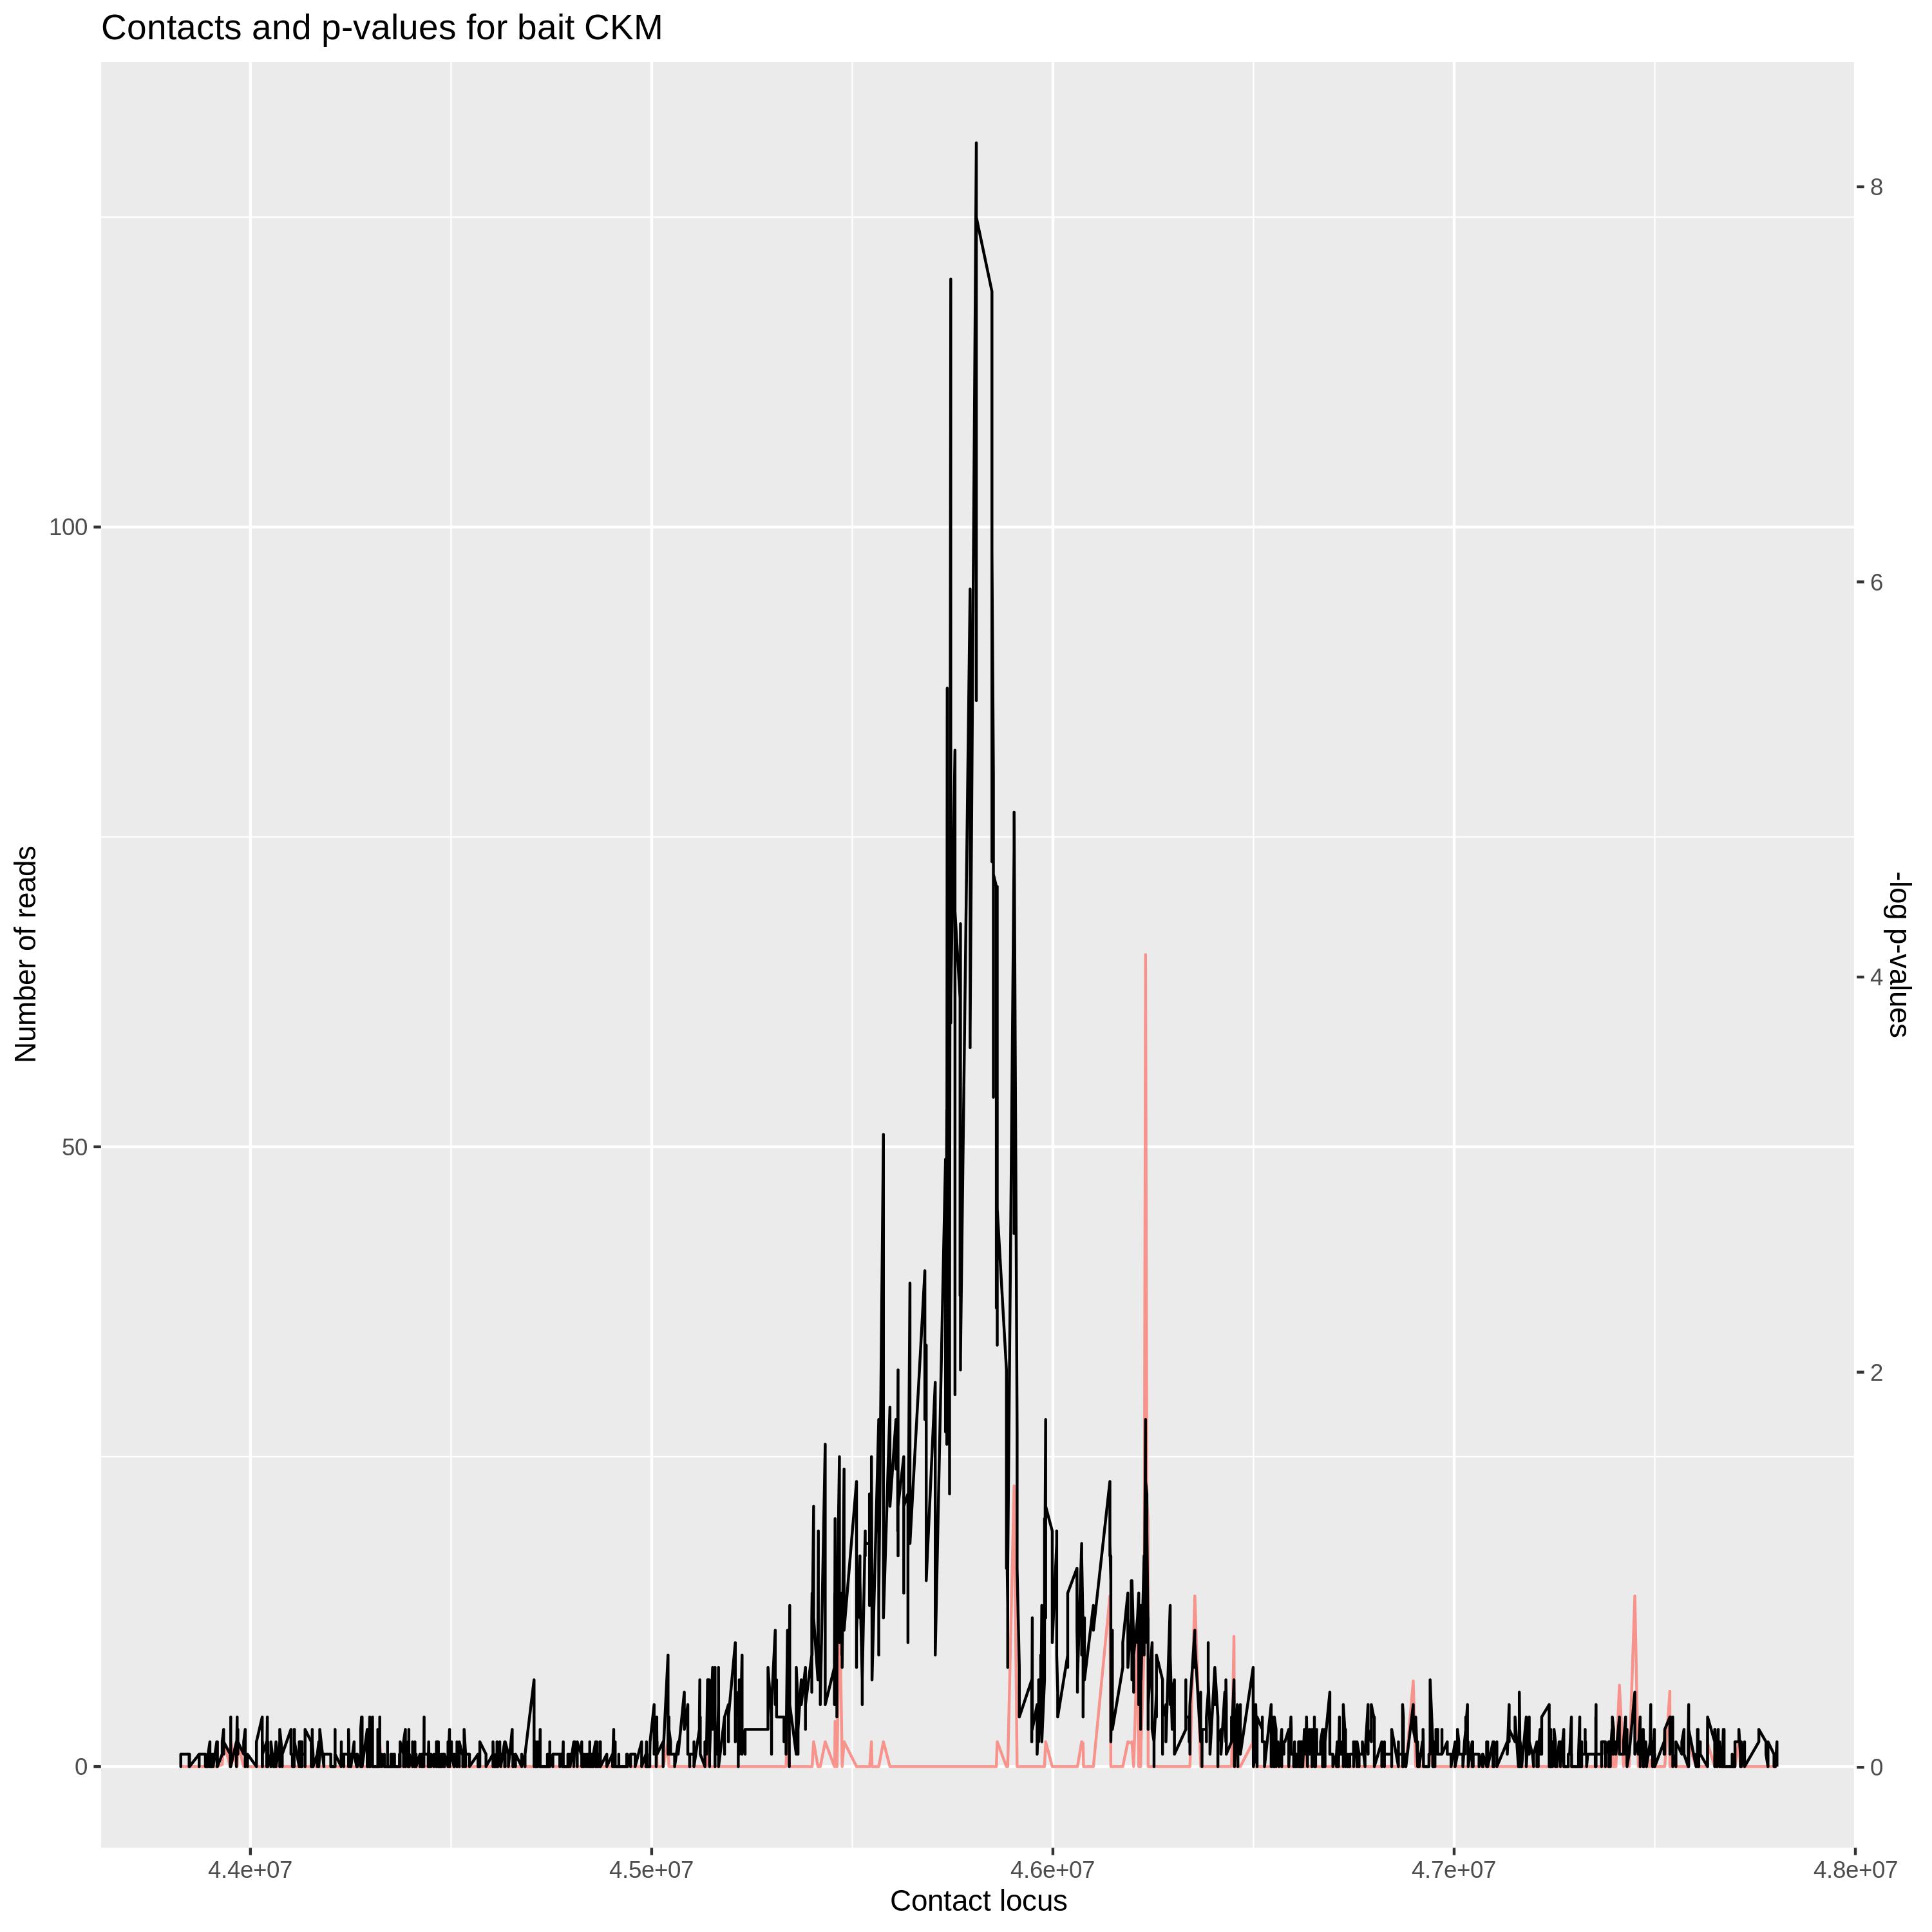 Contacts and p-values for bait CKM
Number of reads
100
50
0
8
6
4
2
0
-log p-values
4.4e+07
4.5e+07
4.6e+07
4.7e+07
4.8e+07
Contact locus